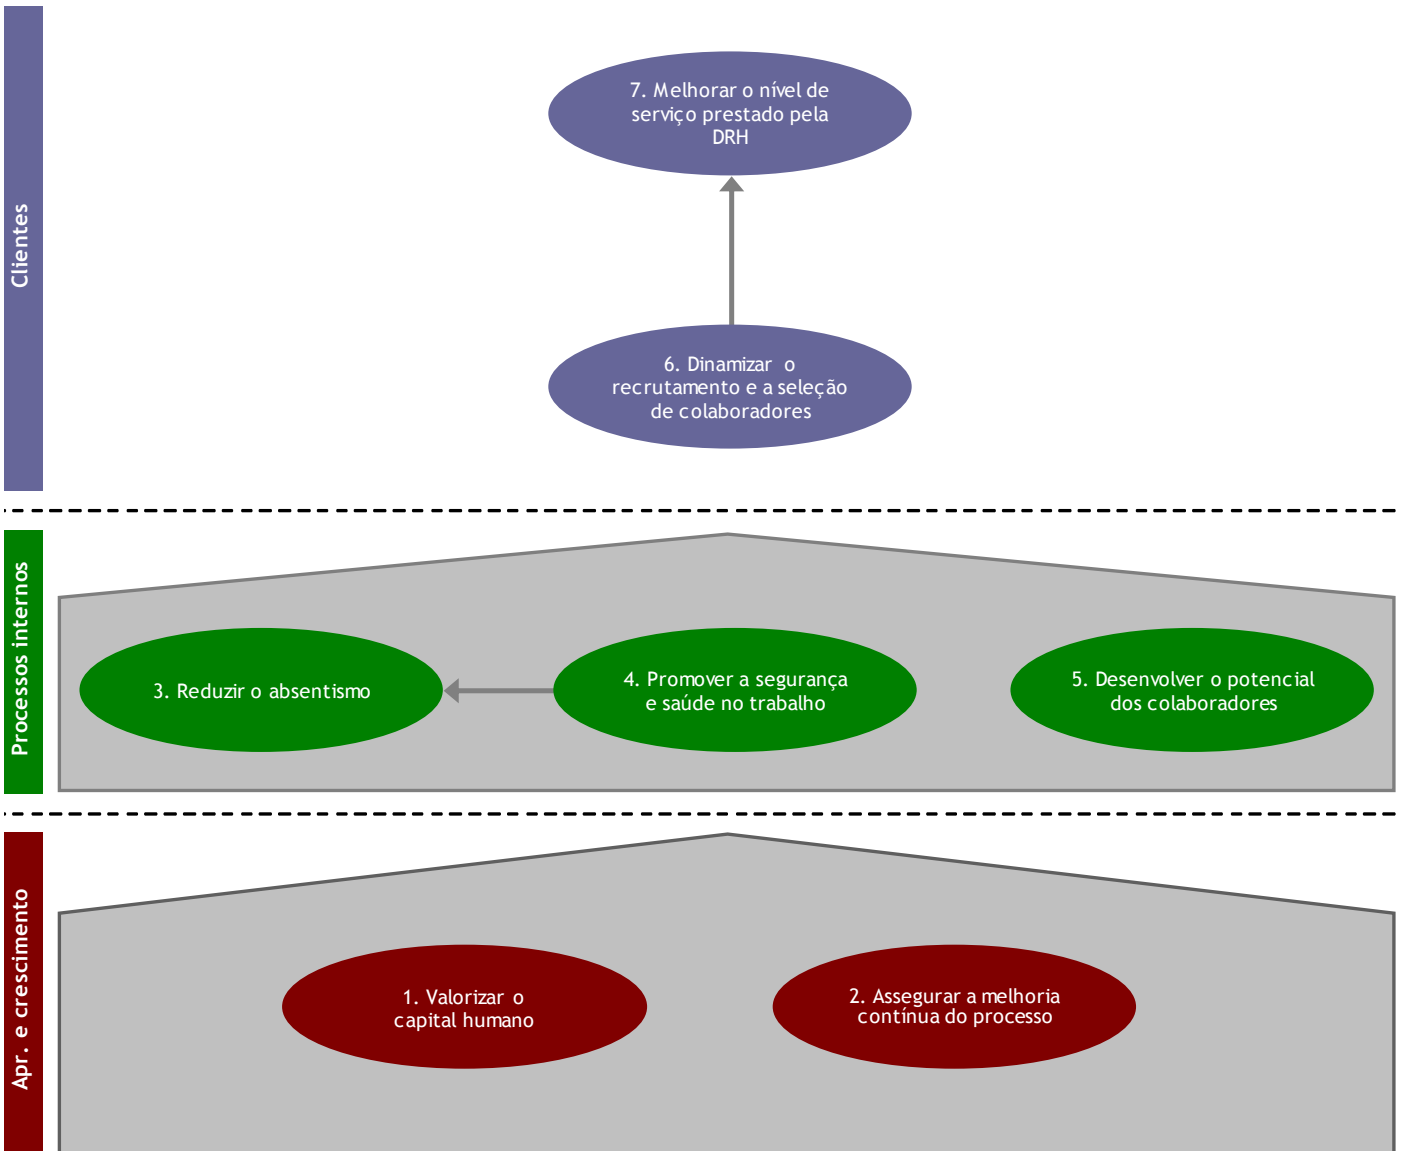 Clientes
7. Melhorar o nível de
serviço prestado pela
DRH
6. Dinamizar o
recrutamento e a seleção
de colaboradores
Processos internos
3. Reduzir o absentismo
4. Promover a segurança
e saúde no trabalho
5. Desenvolver o potencial
dos colaboradores
Apr. e crescimento
1. Valorizar o
capital humano
2. Assegurar a melhoria
contínua do processo